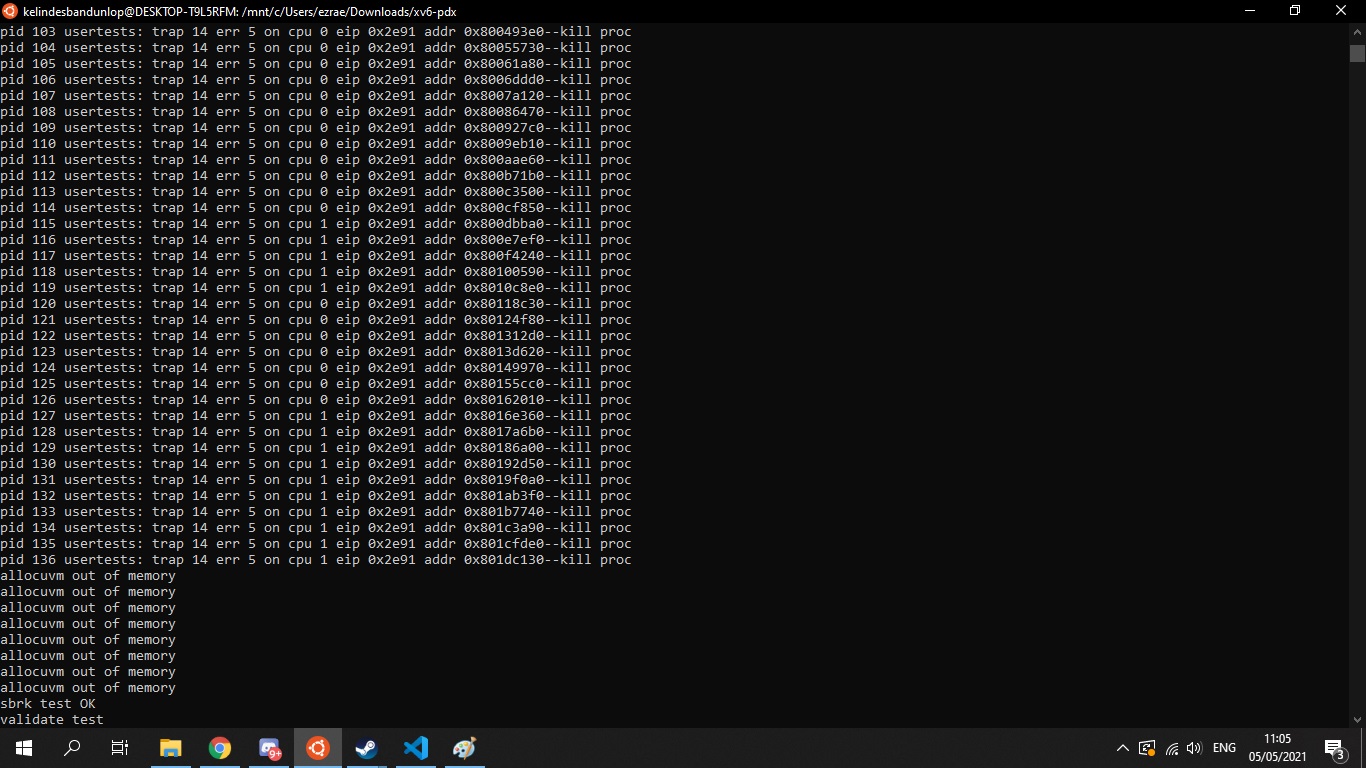 kelindesbandunlop@DESKTOP-T9L5RFM: /mnt/c/Users/ezrae/Downloads/xv6-pdx
pid 103 usertests: trap 14 err 5 on cpu 0 eip 0x2e91 addr 0x800493e0--kill proc
pid 104 usertests: trap 14 err 5 on cpu 0 eip 0x2e91 addr 0x80055730--kill proc
pid 105 usertests: trap 14 err 5 on cpu 0 eip 0x2e91 addr 0x80061a80--kill proc
pid 106 usertests: trap 14 err 5 on cpu 0 eip 0x2e91 addr 0x8006ddd0--kill proc
pid 107 usertests: trap 14 err 5 on cpu 0 eip 0x2e91 addr 0x8007a120--kill proc
pid 108 usertests: trap 14 err 5 on cpu 0 eip 0x2e91 addr 0x80086470--kill proc
pid 109 usertests: trap 14 err 5 on cpu 0 eip 0x2e91 addr 0x800927c0--kill proc
pid 110 usertests: trap 14 err 5 on cpu 0 eip 0x2e91 addr 0x8009eb10--kill proc
pid 111 usertests: trap 14 err 5 on cpu 0 eip 0x2e91 addr 0x800aae60--kill proc
pid 112 usertests: trap 14 err 5 on cpu 0 eip 0x2e91 addr 0x800b71b0--kill proc
pid 113 usertests: trap 14 err 5 on cpu 0 eip 0x2e91 addr 0x800c3500--kill proc
pid 114 usertests: trap 14 err 5 on cpu 0 eip 0x2e91 addr 0x800cf850--kill proc
pid 115 usertests: trap 14 err 5 on cpu 1 eip 0x2e91 addr 0x800dbba0--kill proc
pid 116 usertests: trap 14 err 5 on cpu 1 eip 0x2e91 addr 0x800e7ef0--kill proc
pid 117 usertests: trap 14 err 5 on cpu 1 eip 0x2e91 addr 0x800f4240--kill proc
pid 118 usertests: trap 14 err 5 on cpu 1 eip 0x2e91 addr 0x80100590--kill proc
pid 119 usertests: trap 14 err 5 on cpu 1 eip 0x2e91 addr 0x8010c8e0--kill proc
pid 120 usertests: trap 14 err 5 on cpu 0 eip 0x2e91 addr 0x80118c30--kill proc
pid 121 usertests: trap 14 err 5 on cpu 0 eip 0x2e91 addr 0x80124f80--kill proc
pid 122 usertests: trap 14 err 5 on cpu 0 eip 0x2e91 addr 0x801312d0--kill proc
pid 123 usertests: trap 14 err 5 on cpu 0 eip 0x2e91 addr 0x8013d620--kill proc
pid 124 usertests: trap 14 err 5 on cpu 0 eip 0x2e91 addr 0x80149970--kill proc
pid 125 usertests: trap 14 err 5 on cpu 0 eip 0x2e91 addr 0x80155cc0--kill proc
pid 126 usertests: trap 14 err 5 on cpu 0 eip 0x2e91 addr 0x80162010--kill proc
pid 127 usertests: trap 14 err 5 on cpu 1 eip 0x2e91 addr 0x8016e360--kill proc
pid 128 usertests: trap 14 err 5 on cpu 1 eip 0x2e91 addr 0x8017a6b0--kill proc
pid 129 usertests: trap 14 err 5 on cpu 1 eip 0x2e91 addr 0x80186a00--kill proc
pid 130 usertests: trap 14 err 5 on cpu 1 eip 0x2e91 addr 0x80192d50--kill proc
pid 131 usertests: trap 14 err 5 on cpu 1 eip 0x2e91 addr 0x8019f0a0--kill proc
pid 132 usertests: trap 14 err 5 on cpu 1 eip 0x2e91 addr 0x801ab3f0--kill proc
pid 133 usertests: trap 14 err 5 on cpu 1 eip 0x2e91 addr 0x801b7740--kill proc
pid 134 usertests: trap 14 err 5 on cpu 1 eip 0x2e91 addr 0x801c3a90--kill proc
pid 135 usertests: trap 14 err 5 on cpu 1 eip 0x2e91 addr 0x801cfde0--kill proc
pid 136 usertests: trap 14 err 5 on cpu 1 eip 0x2e91 addr 0x801dc130--kill proc
allocuvm out of memory
allocuvm out of memory
allocuvm out of memory
allocuvm out of memory
allocuvm out of memory
allocuvm out of memory
allocuvm out of memory
allocuvm out of memory
sbrk test OK
validate test
9+
ENG
11:05
05/05/2021
3